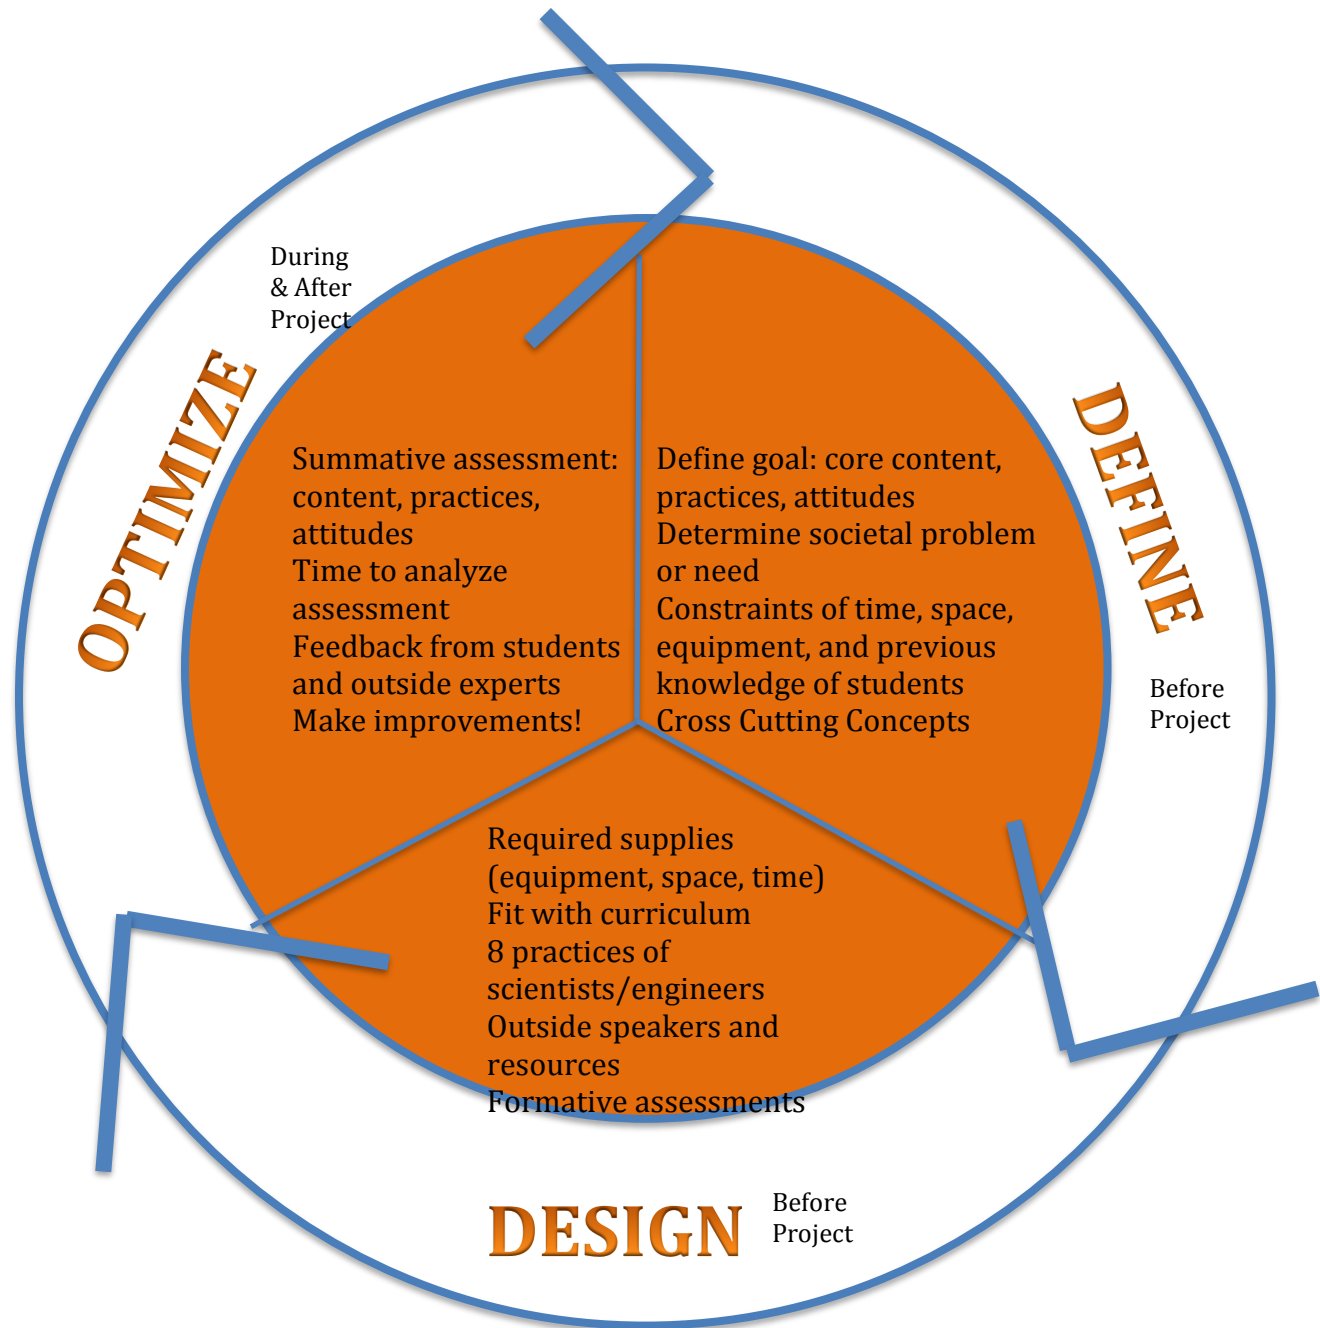 During
& After
Project
OPTIMIZE
Summative assessment:
content, practices,
attitudes
Time to analyze
assessment
Feedback from students
and outside experts
Make improvements!
Define goal: core content,
practices, attitudes
Determine societal problem
or need
Constraints of time, space,
equipment, and previous
knowledge of students
Cross Cutting Concepts
DEFINE
Before
Project
Required supplies
(equipment, space, time)
Fit with curriculum
8 practices of
scientists/engineers
Outside speakers and
resources
Formative assessments
DESIGN
Before
Project